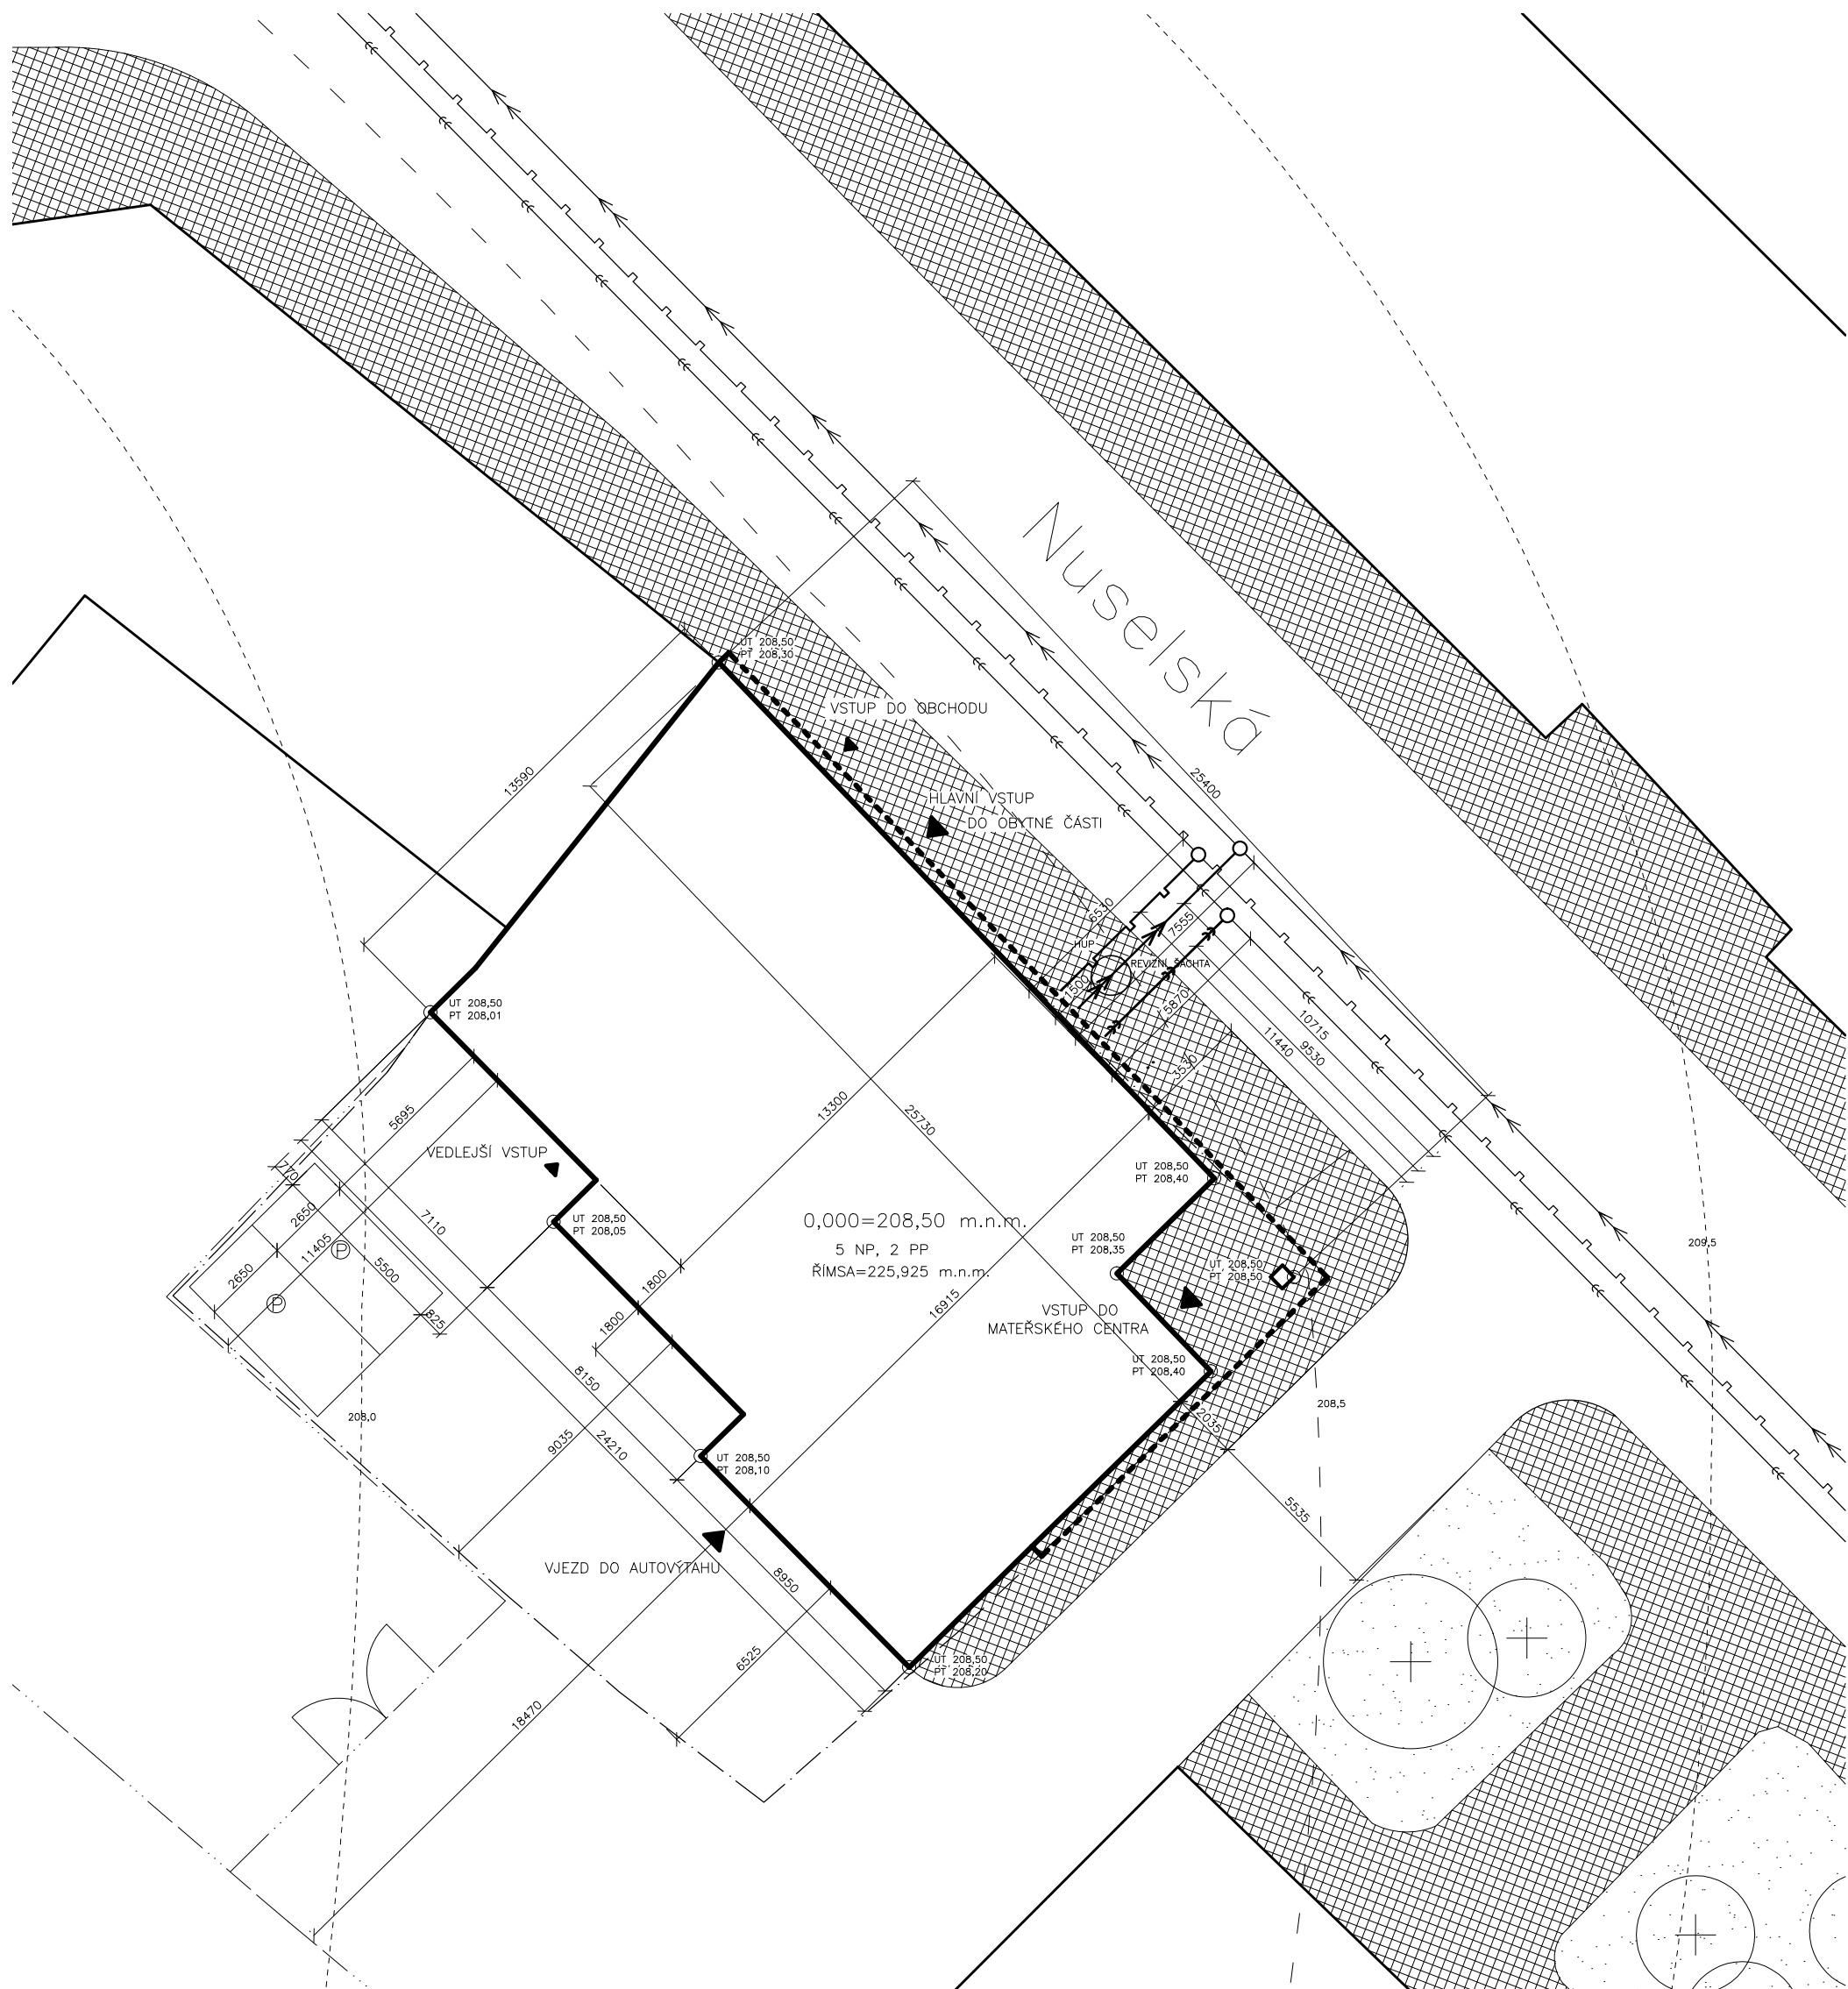 Nuselská
UT 208,50
PT 208,30
VSTUP DO OBCHODU
13590
25400
HLAVNÍ VSTUP
DO OBYTNÉ ČÁSTI
6530
7555
HUP
REVIZNÍ ŠACHTA
1500
5870
UT 208,50
PT 208,01
10715
9530
11440
3530
5695
13300
25730
VEDLEJŠÍ VSTUP
770
UT 208,50
PT 208,40
2650
7110
UT 208,50
PT 208,05
0,000=208,50 m.n.m.
5 NP, 2 PP
ŘÍMSA=225,925 m.n.m.
UT 208,50
PT 208,35
209,5
11405
P
5500
2650
P
1800
UT 208,50
PT 208,50
16915
825
1800
VSTUP DO
MATEŘSKÉHO CENTRA
UT 208,50
PT 208,40
8150
208,0
208,5
2035
9035
24210
UT 208,50
PT 208,10
5535
VJEZD DO AUTOVÝTAHU
8950
6525
UT 208,50
PT 208,20
18470